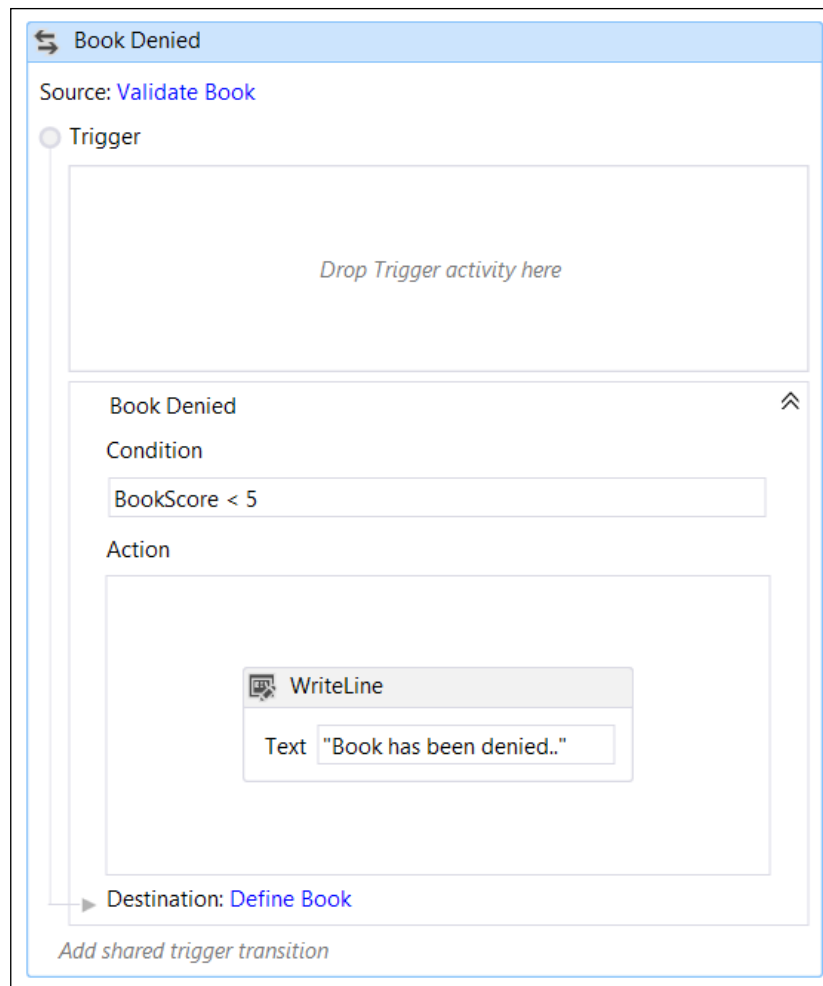 Book Denied
Source: Validate Book
Trigger
Drop Trigger activity here
Book Denied
Condition
BookScore < 5
Action
WriteLine
Text "Book has been denied.."
Destination: Define Book
Add shared trigger transition